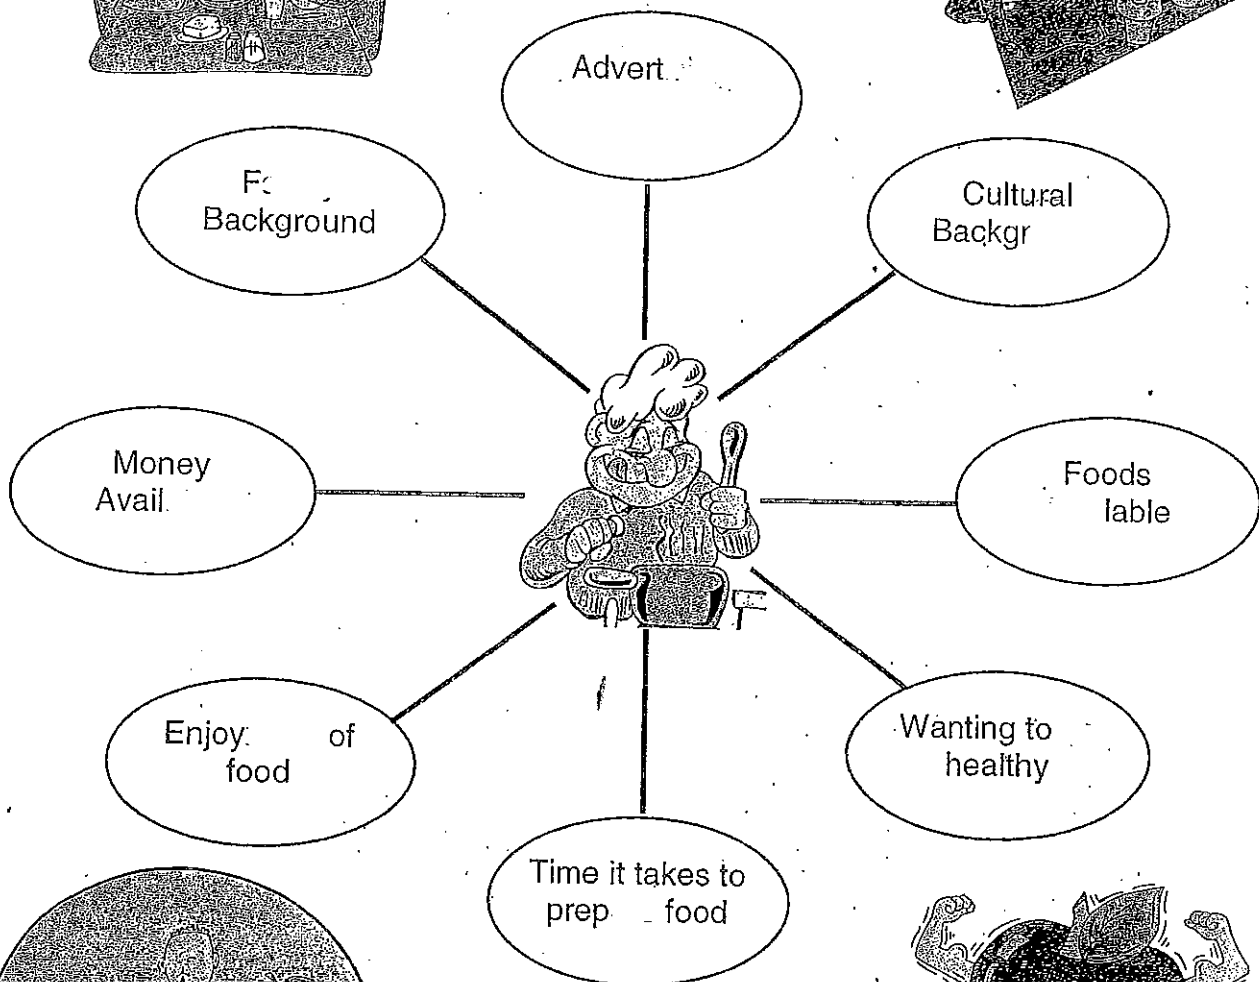 Advert
Background
Cultural
Backgr
Money
Avail
Foods
lable
Enjoy of
food
Wanting to
healthy
Time it takes to
prep food